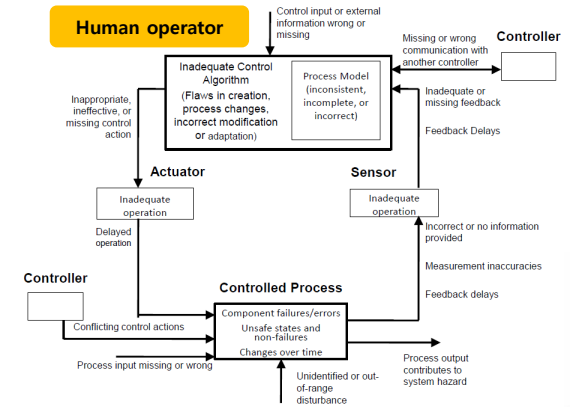 Human operator
Control input or external
information wrong or
missing
Missing or wrong
communication with
another controller
Controller
Inadequate Control
Algorithm
(Flaws in creation,
process changes,
incorrect modification
or adaptation)
Process Model
(inconsistent,
incomplete, or
incorrect)
Inappropriate,
ineffective, or
missing control
action
Inadequate or
missing feedback
Feedback Delays
Actuator
Inadequate
operation
Sensor
Inadequate
operation
Delayed
operation
Incorrect or no information
provided
Measurement inaccuracies
Feedback delays
Controller
Controlled Process
Component failures/errors
Unsafe states and
non-failures
Changes over time
Conflicting control actions
Process input missing or wrong
Process output
contributes to
system hazard
Unidentified or out-
of-range
disturbance